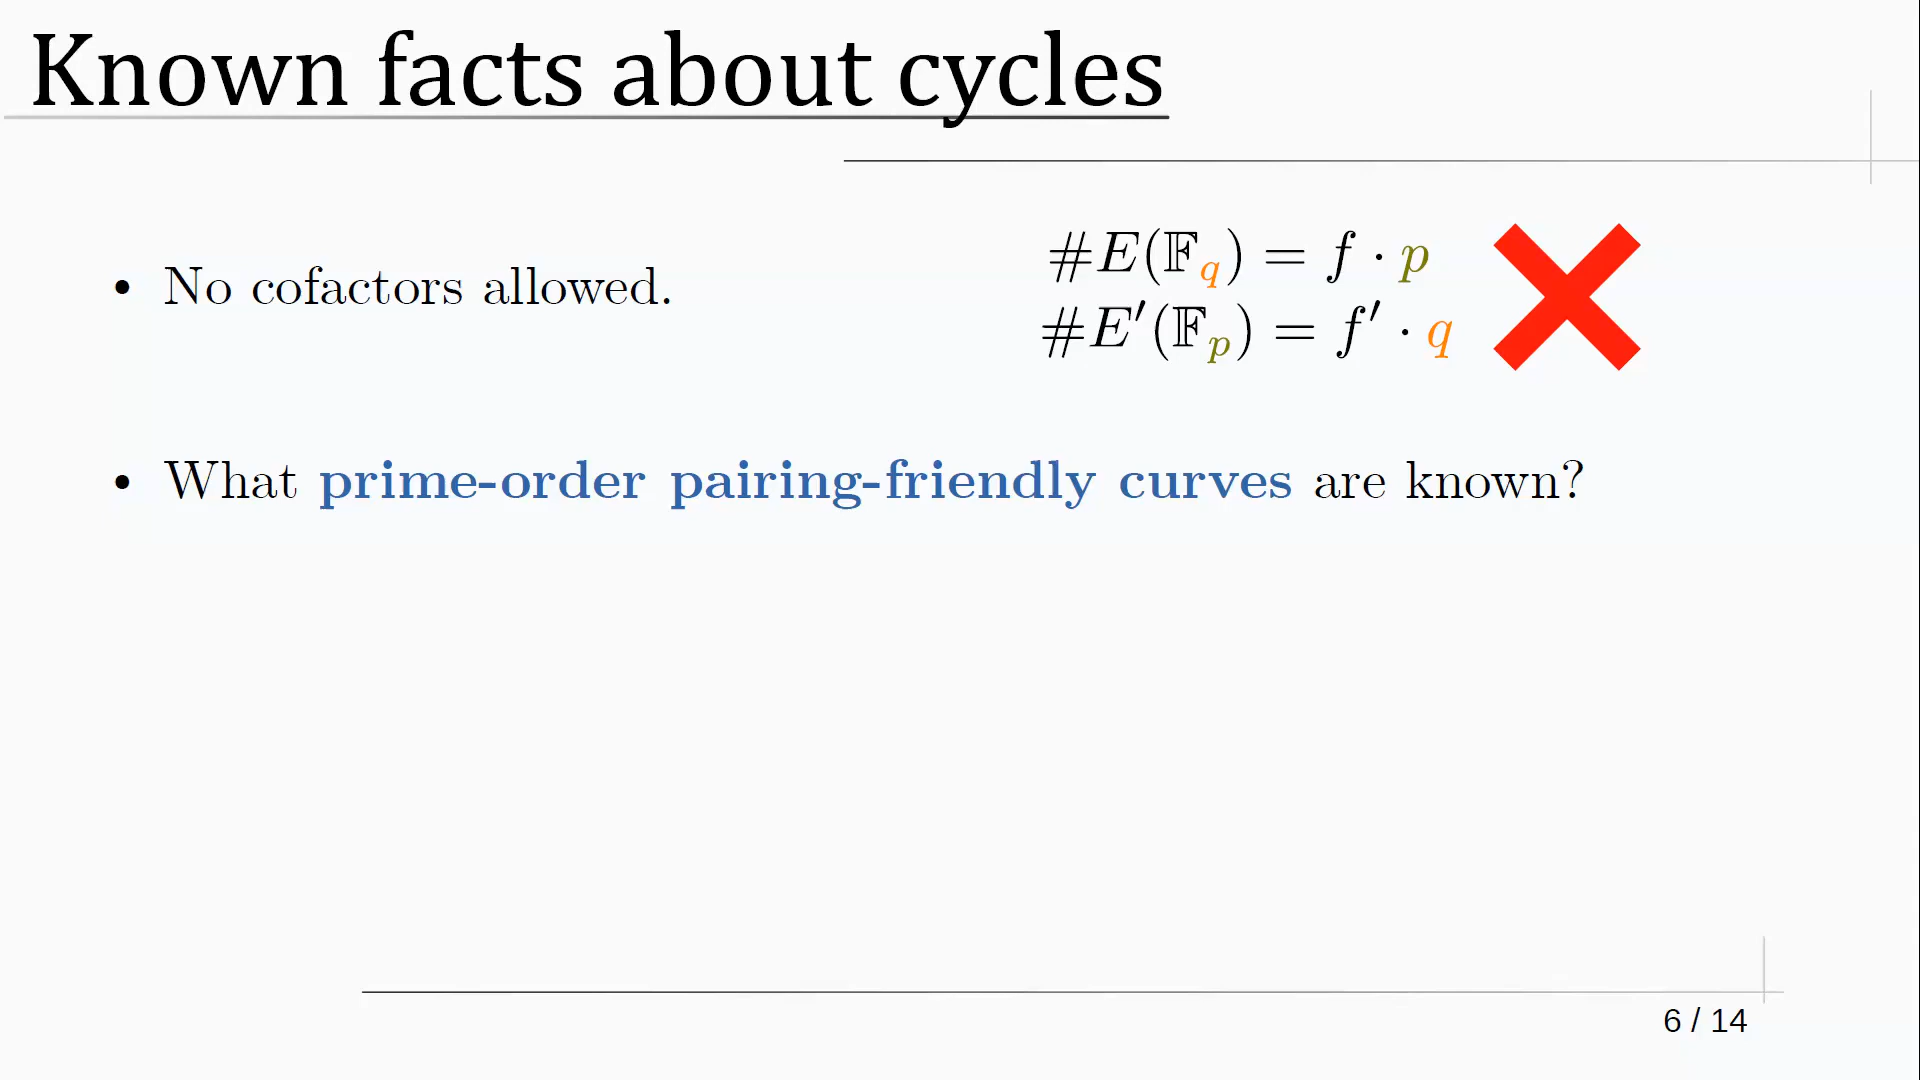 Known facts about cycles
• No cofactors allowed.
#E(𝔽_q) = f · p
#E′(𝔽_p) = f′ · q
• What prime-order pairing-friendly curves are known?
6 / 14